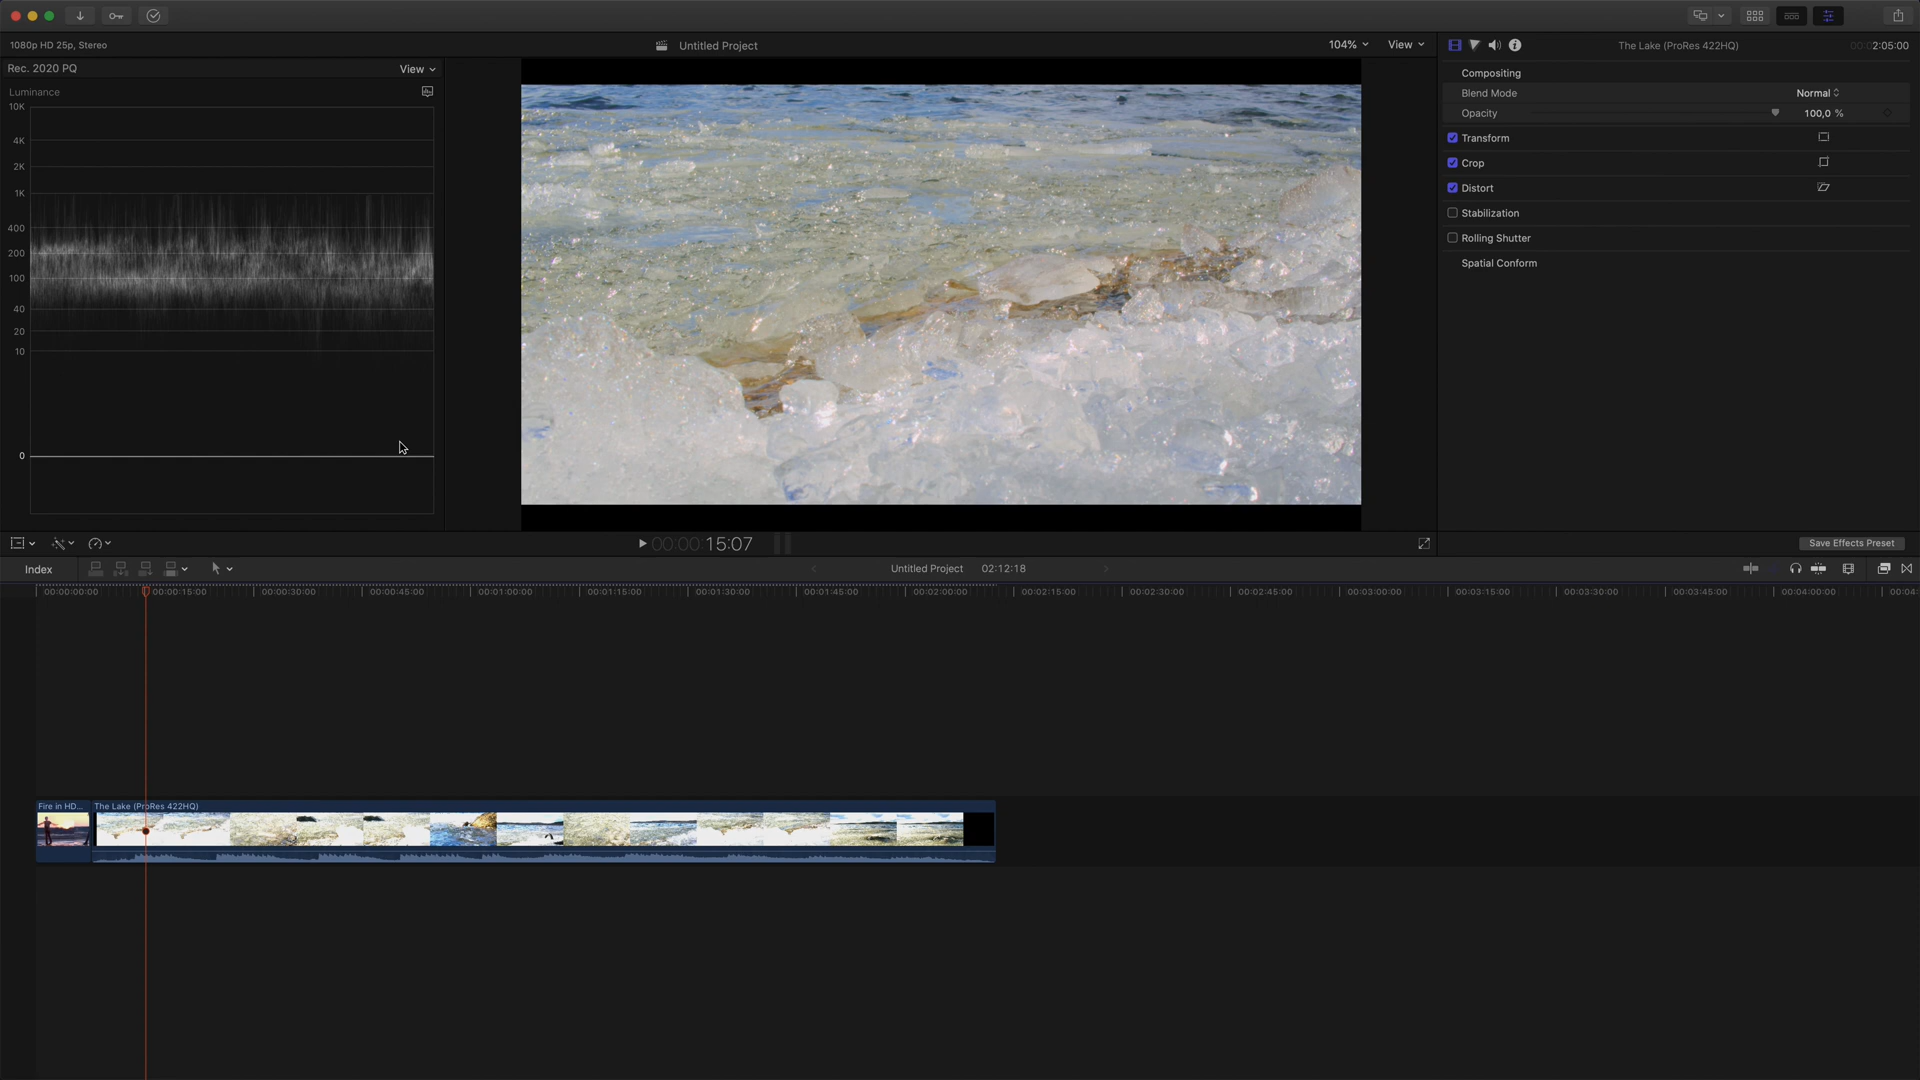 1080p HD 25p, Stereo
Untitled Project
104%
View
The Lake (ProRes 422HQ)
00:02:05:00
Rec. 2020 PQ
View
Luminance
10K
4K
2K
1K
400
200
100
40
20
10
0
Compositing
Blend Mode
Normal
Opacity
100,0 %
Transform
Crop
Distort
Stabilization
Rolling Shutter
Spatial Conform
00:00:15:07
Save Effects Preset
Index
Untitled Project
02:12:18
00:00:00:00
00:00:15:00
00:00:30:00
00:00:45:00
00:01:00:00
00:01:15:00
00:01:30:00
00:01:45:00
00:02:00:00
00:02:15:00
00:02:30:00
00:02:45:00
00:03:00:00
00:03:15:00
00:03:30:00
00:03:45:00
00:04:00:00
00:04:
Fire in HD...
The Lake (ProRes 422HQ)